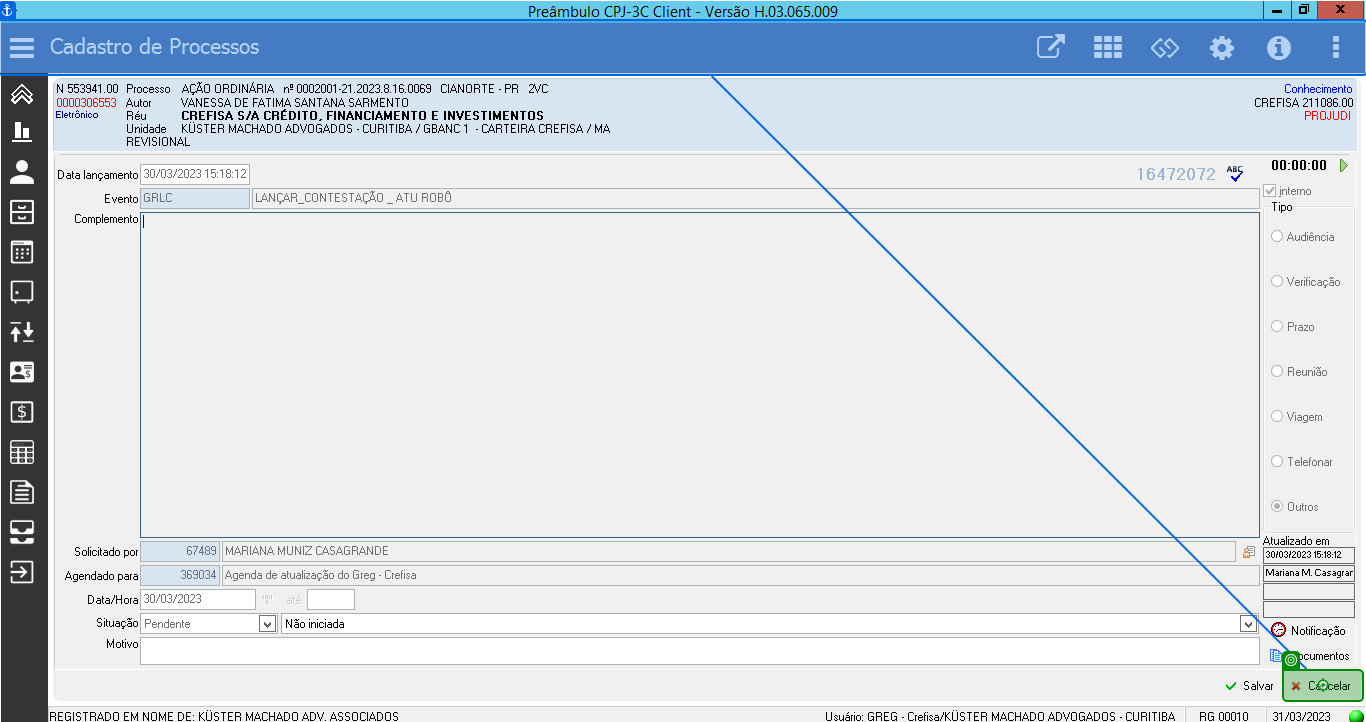 Preâmbulo CPJ-3C Client - Versão H.03.065.009
Cadastro de Processos
N 553941.00 Processo AÇÃO ORDINÁRIA nº 0002001-21.2023.8.16.0069 CIANORTE - PR 2VC Conhecimento
0000306553 Autor VANESSA DE FATIMA SANTANA SARMENTO CREFISA 211086.00
Eletrônico Réu CREFISA S/A CRÉDITO, FINANCIAMENTO E INVESTIMENTOS PROJUDI
Unidade KÜSTER MACHADO ADVOGADOS - CURITIBA / GBANC 1 - CARTEIRA CREFISA / MA
REVISIONAL
Data lançamento 30/03/2023 15:18:12 16472072 ABC 00:00:00
Evento GRLC LANÇAR_CONTESTAÇÃO _ ATU ROBÔ interno
Complemento
Tipo
Audiência
Verificação
Prazo
Reunião
Viagem
Telefonar
Outros
Solicitado por 67489 MARIANA MUNIZ CASAGRANDE
Agendado para 369034 Agenda de atualização do Greg - Crefisa
Data/Hora 30/03/2023 até
Situação Pendente Não iniciada
Motivo
Atualizado em
30/03/2023 15:18:12
Mariana M. Casagran
Notificação
ocumentos
Salvar Cancelar
REGISTRADO EM NOME DE: KÜSTER MACHADO ADV. ASSOCIADOS Usuário: GREG - Crefisa/KÜSTER MACHADO ADVOGADOS - CURITIBA RG 00010 31/03/2023